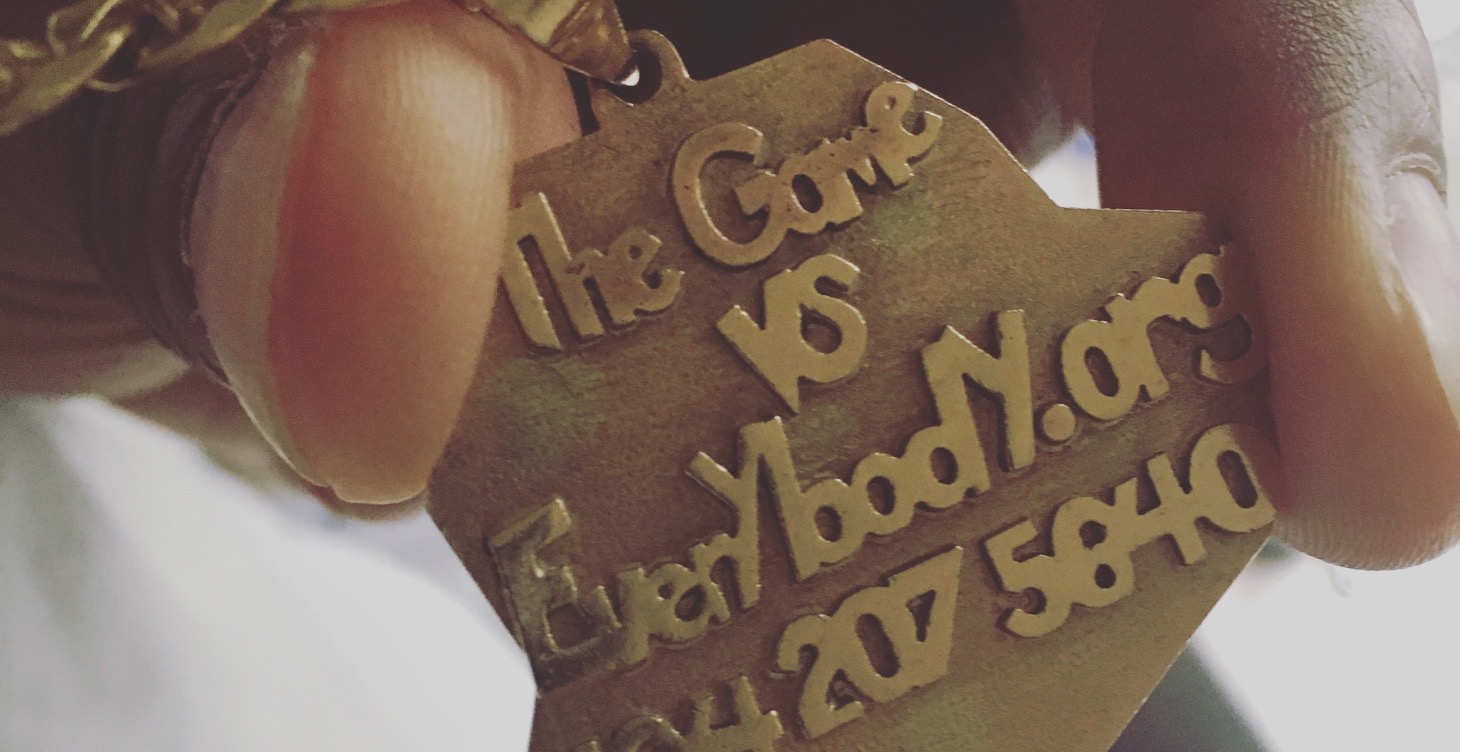 The Game
VS
EverYbodY.org
207 5840